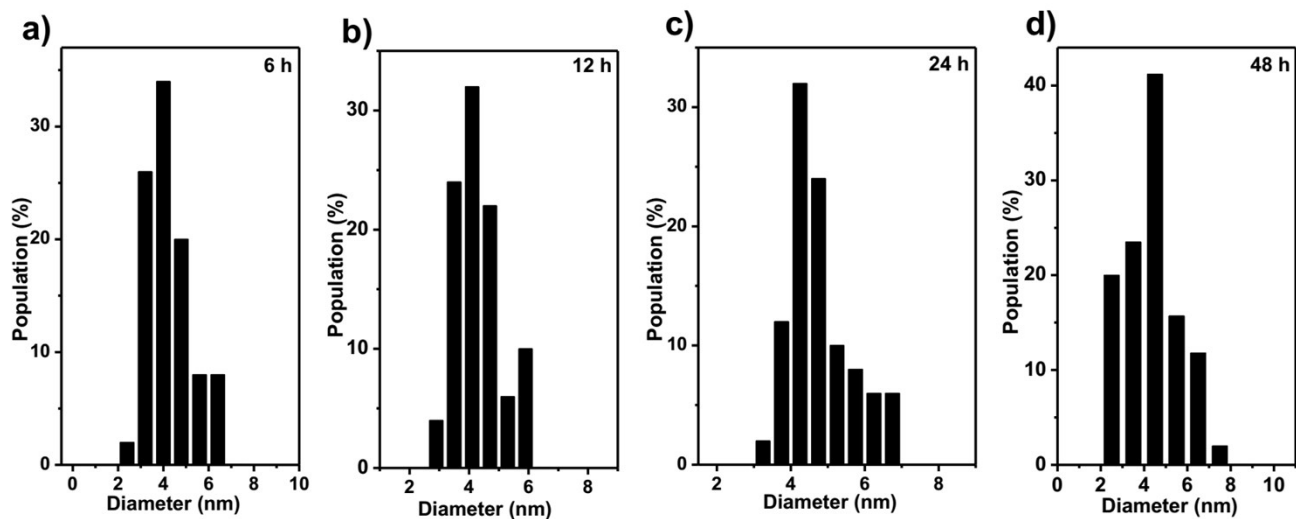 a)
6 h
Population (%)
30
20
10
0
0 2 4 6 8 10
Diameter (nm)
b)
12 h
Population (%)
30
20
10
0
2 4 6 8
Diameter (nm)
c)
24 h
Population (%)
30
20
10
0
2 4 6 8
Diameter (nm)
d)
48 h
Population (%)
40
30
20
10
0
0 2 4 6 8 10
Diameter (nm)